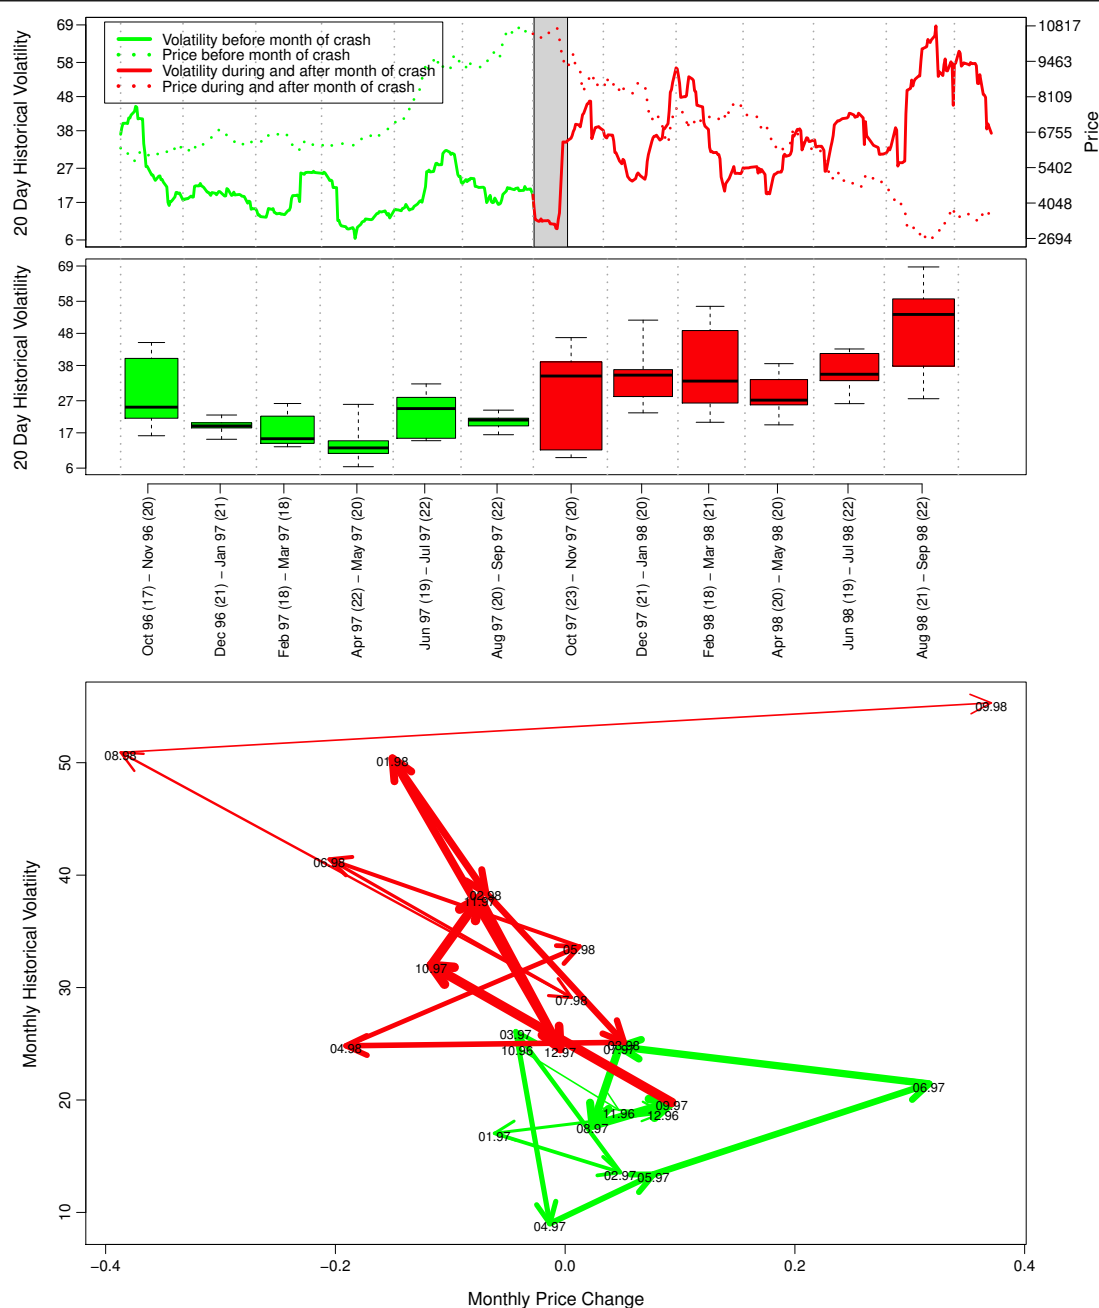 69
58
48
38
27
17
6
20 Day Historical Volatility
Volatility before month of crash
Price before month of crash
Volatility during and after month of crash
Price during and after month of crash
10817
9463
8109
6755
5402
4048
2694
Price
69
58
48
38
27
17
6
20 Day Historical Volatility
Oct 96 (17) − Nov 96 (20)
Dec 96 (21) − Jan 97 (21)
Feb 97 (18) − Mar 97 (18)
Apr 97 (22) − May 97 (20)
Jun 97 (19) − Jul 97 (22)
Aug 97 (20) − Sep 97 (22)
Oct 97 (23) − Nov 97 (20)
Dec 97 (21) − Jan 98 (20)
Feb 98 (18) − Mar 98 (21)
Apr 98 (20) − May 98 (20)
Jun 98 (19) − Jul 98 (22)
Aug 98 (21) − Sep 98 (22)
09.98
08.98
01.98
06.98
02.98
11.97
05.98
10.97
07.98
03.97
10.96
12.97
04.98
06.97
09.97
11.96
12.96
08.97
01.97
02.97
05.97
04.97
50
40
30
20
10
Monthly Historical Volatiity
−0.4
−0.2
0.0
0.2
0.4
Monthly Price Change